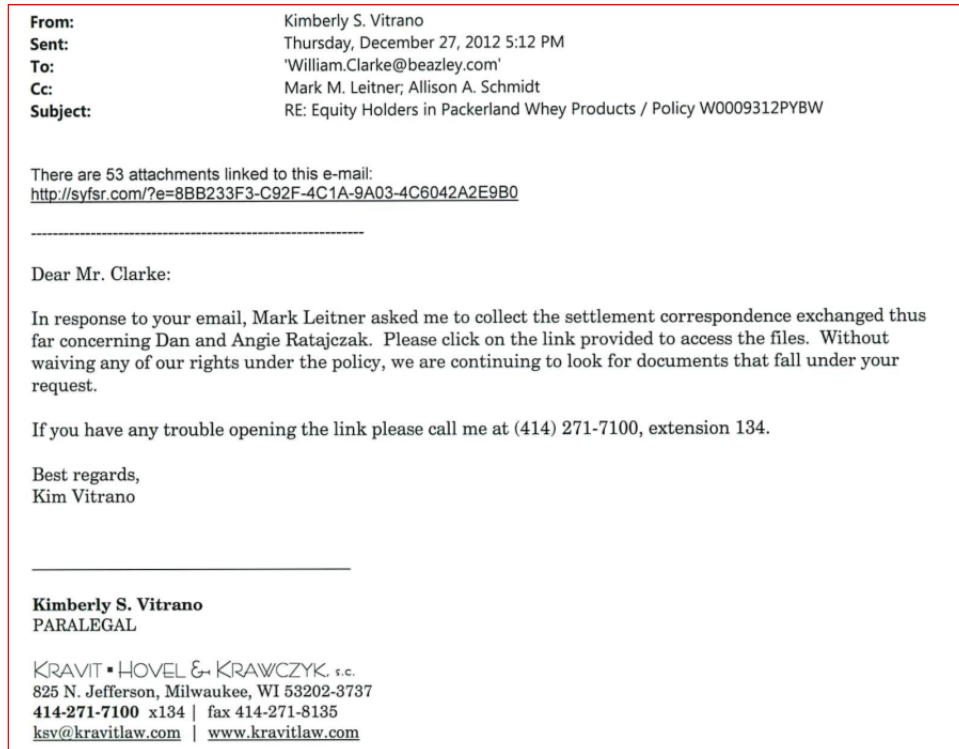 From: Kimberly S. Vitrano
Sent: Thursday, December 27, 2012 5:12 PM
To: 'William.Clarke@beazley.com'
Cc: Mark M. Leitner; Allison A. Schmidt
Subject: RE: Equity Holders in Packerland Whey Products / Policy W0009312PYBW
There are 53 attachments linked to this e-mail:
http://syfsr.com/?e=8BB233F3-C92F-4C1A-9A03-4C6042A2E9B0
------------------------------------------------------------
Dear Mr. Clarke:
In response to your email, Mark Leitner asked me to collect the settlement correspondence exchanged thus
far concerning Dan and Angie Ratajczak.  Please click on the link provided to access the files.  Without
waiving any of our rights under the policy, we are continuing to look for documents that fall under your
request.
If you have any trouble opening the link please call me at (414) 271-7100, extension 134.
Best regards,
Kim Vitrano
Kimberly S. Vitrano
PARALEGAL
KRAVIT ▪ HOVEL & KRAWCZYK, s.c.
825 N. Jefferson, Milwaukee, WI 53202-3737
414-271-7100  x134 |  fax 414-271-8135
ksv@kravitlaw.com  |  www.kravitlaw.com